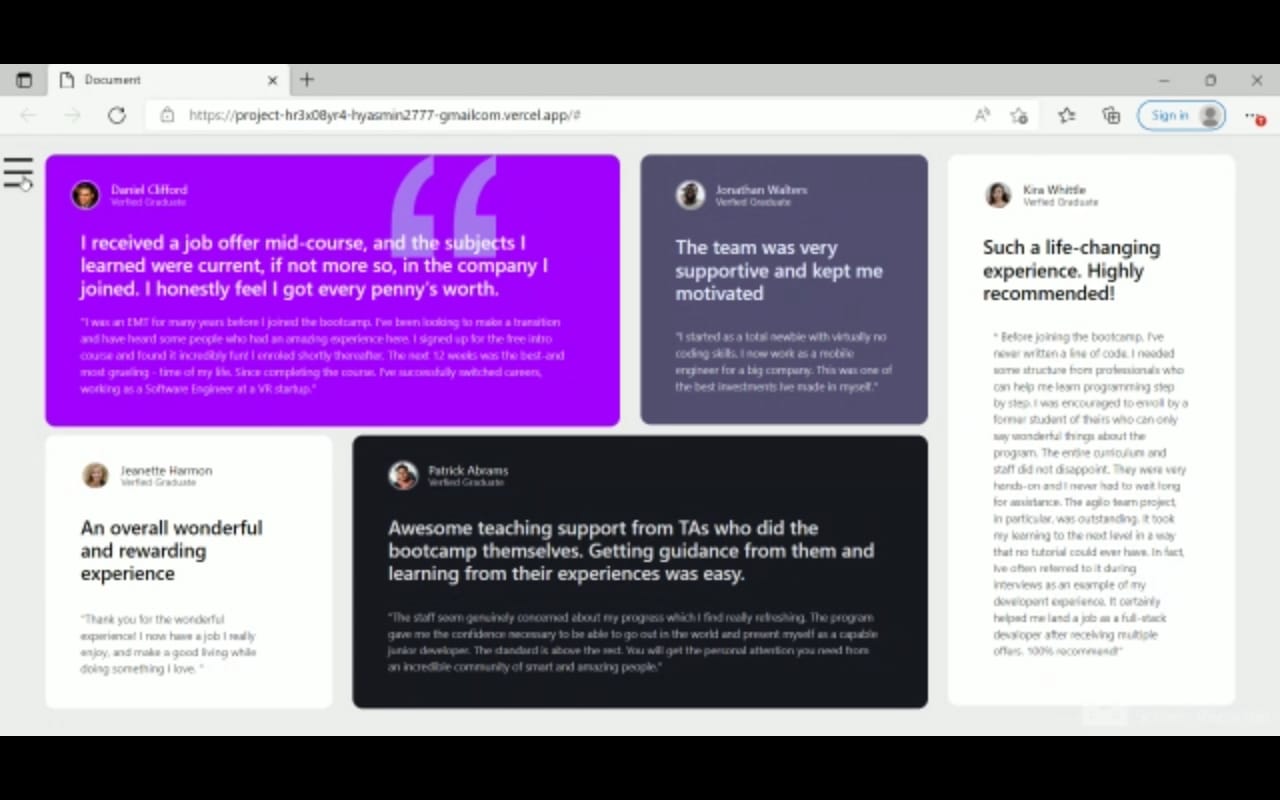 Document
https://project-hr3x08yr4-hyasmin2777-gmailcom.vercel.app/#
Sign in
Daniel Clifford
Verified Graduate
I received a job offer mid-course, and the subjects I
learned were current, if not more so, in the company I
joined. I honestly feel I got every penny's worth.
"I was an EMT for many years before I joined the bootcamp. I've been looking to make a transition
and have heard some people who had an amazing experience here. I signed up for the free intro
course and found it incredibly fun! I enroled shortly thereafter. The next 12 weeks was the best-and
most grueling - time of my life. Since completing the course. I've successfully switched careers,
working as a Software Engineer at a VR startup."
Jonathan Walters
Verified Graduate
The team was very
supportive and kept me
motivated
"I started as a total newbie with virtually no
coding skills. I now work as a mobile
engineer for a big company. This was one of
the best investments Ive made in myself."
Kira Whittle
Verified Graduate
Such a life-changing
experience. Highly
recommended!
" Before joining the bootcamp, I've
never written a line of code. I needed
some structure from professionals who
can help me learn programming step
by step. I was encouraged to enroll by a
former student of theirs who can only
say wonderful things about the
program. The entire curriculum and
staff did not disappoint. They were very
hands-on and I never had to wait long
for assistance. The agilo team project,
in particular, was outstanding. It took
my learning to the next level in a way
that no tutorial could ever have. In fact,
Ive often referred to it during
interviews as an example of my
developent experience. It certainly
helped me land a job as a full-stack
developer after receiving multiple
offers. 100% recommend!"
Jeanette Harmon
Verified Graduate
An overall wonderful
and rewarding
experience
"Thank you for the wonderful
experience! I now have a job I really
enjoy, and make a good living while
doing something I love. "
Patrick Abrams
Verified Graduate
Awesome teaching support from TAs who did the
bootcamp themselves. Getting guidance from them and
learning from their experiences was easy.
"The staff seem genuinely concerned about my progress which I find really refreshing. The program
gave me the confidence necessary to be able to go out in the world and present myself as a capable
junior developer. The standard is above the rest. You will get the personal attention you need from
an incredible community of smart and amazing people."